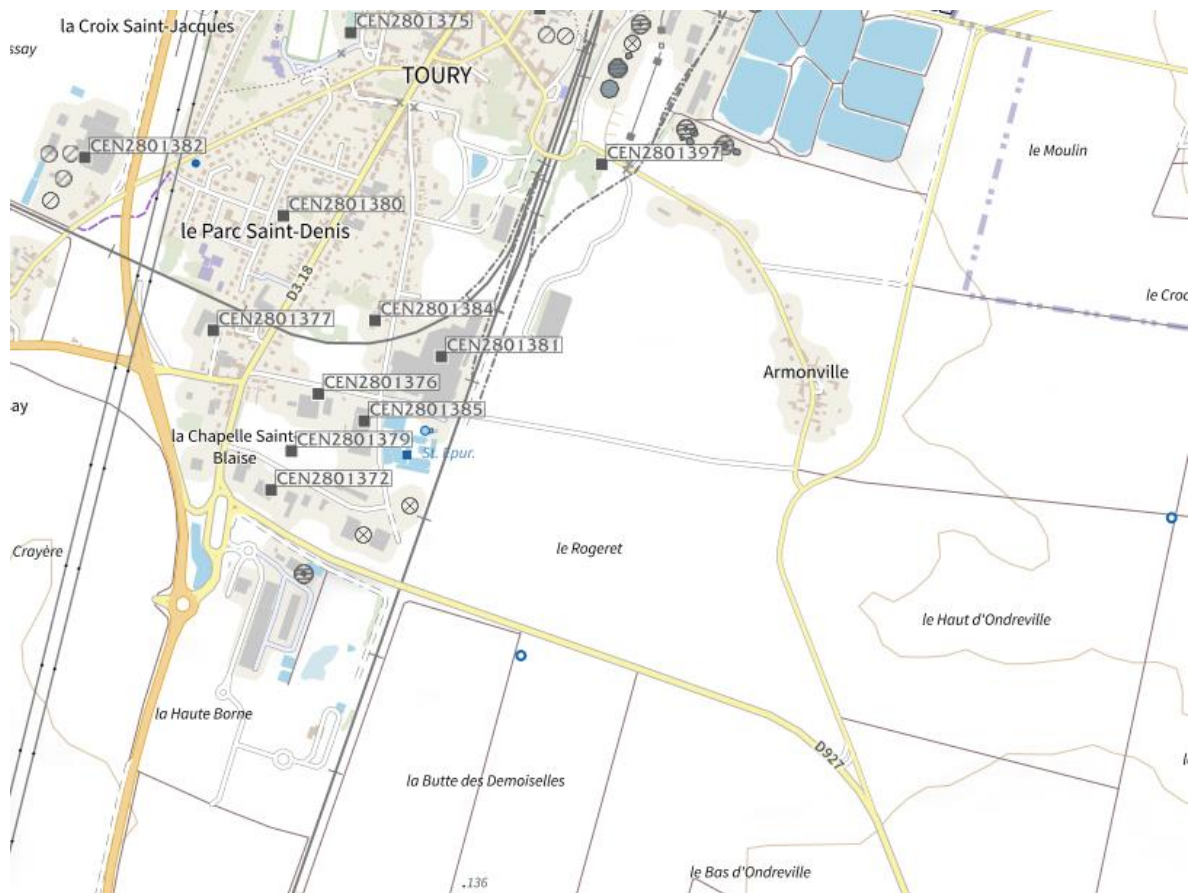 la Croix Saint-Jacques
CEN2801375
ssay
TOURY
CEN2801382
CEN2801397
le Moulin
CEN2801380
le Parc Saint-Denis
D3.18
le Croc
CEN2801384
CEN2801377
CEN2801381
Armonville
CEN2801376
ay
CEN2801385
la Chapelle Saint-
Blaise
CEN2801379
St. Epur.
CEN2801372
Crayère
le Rogeret
le Haut d'Ondreville
la Haute Borne
D927
la Butte des Demoiselles
le Bas d'Ondreville
.136